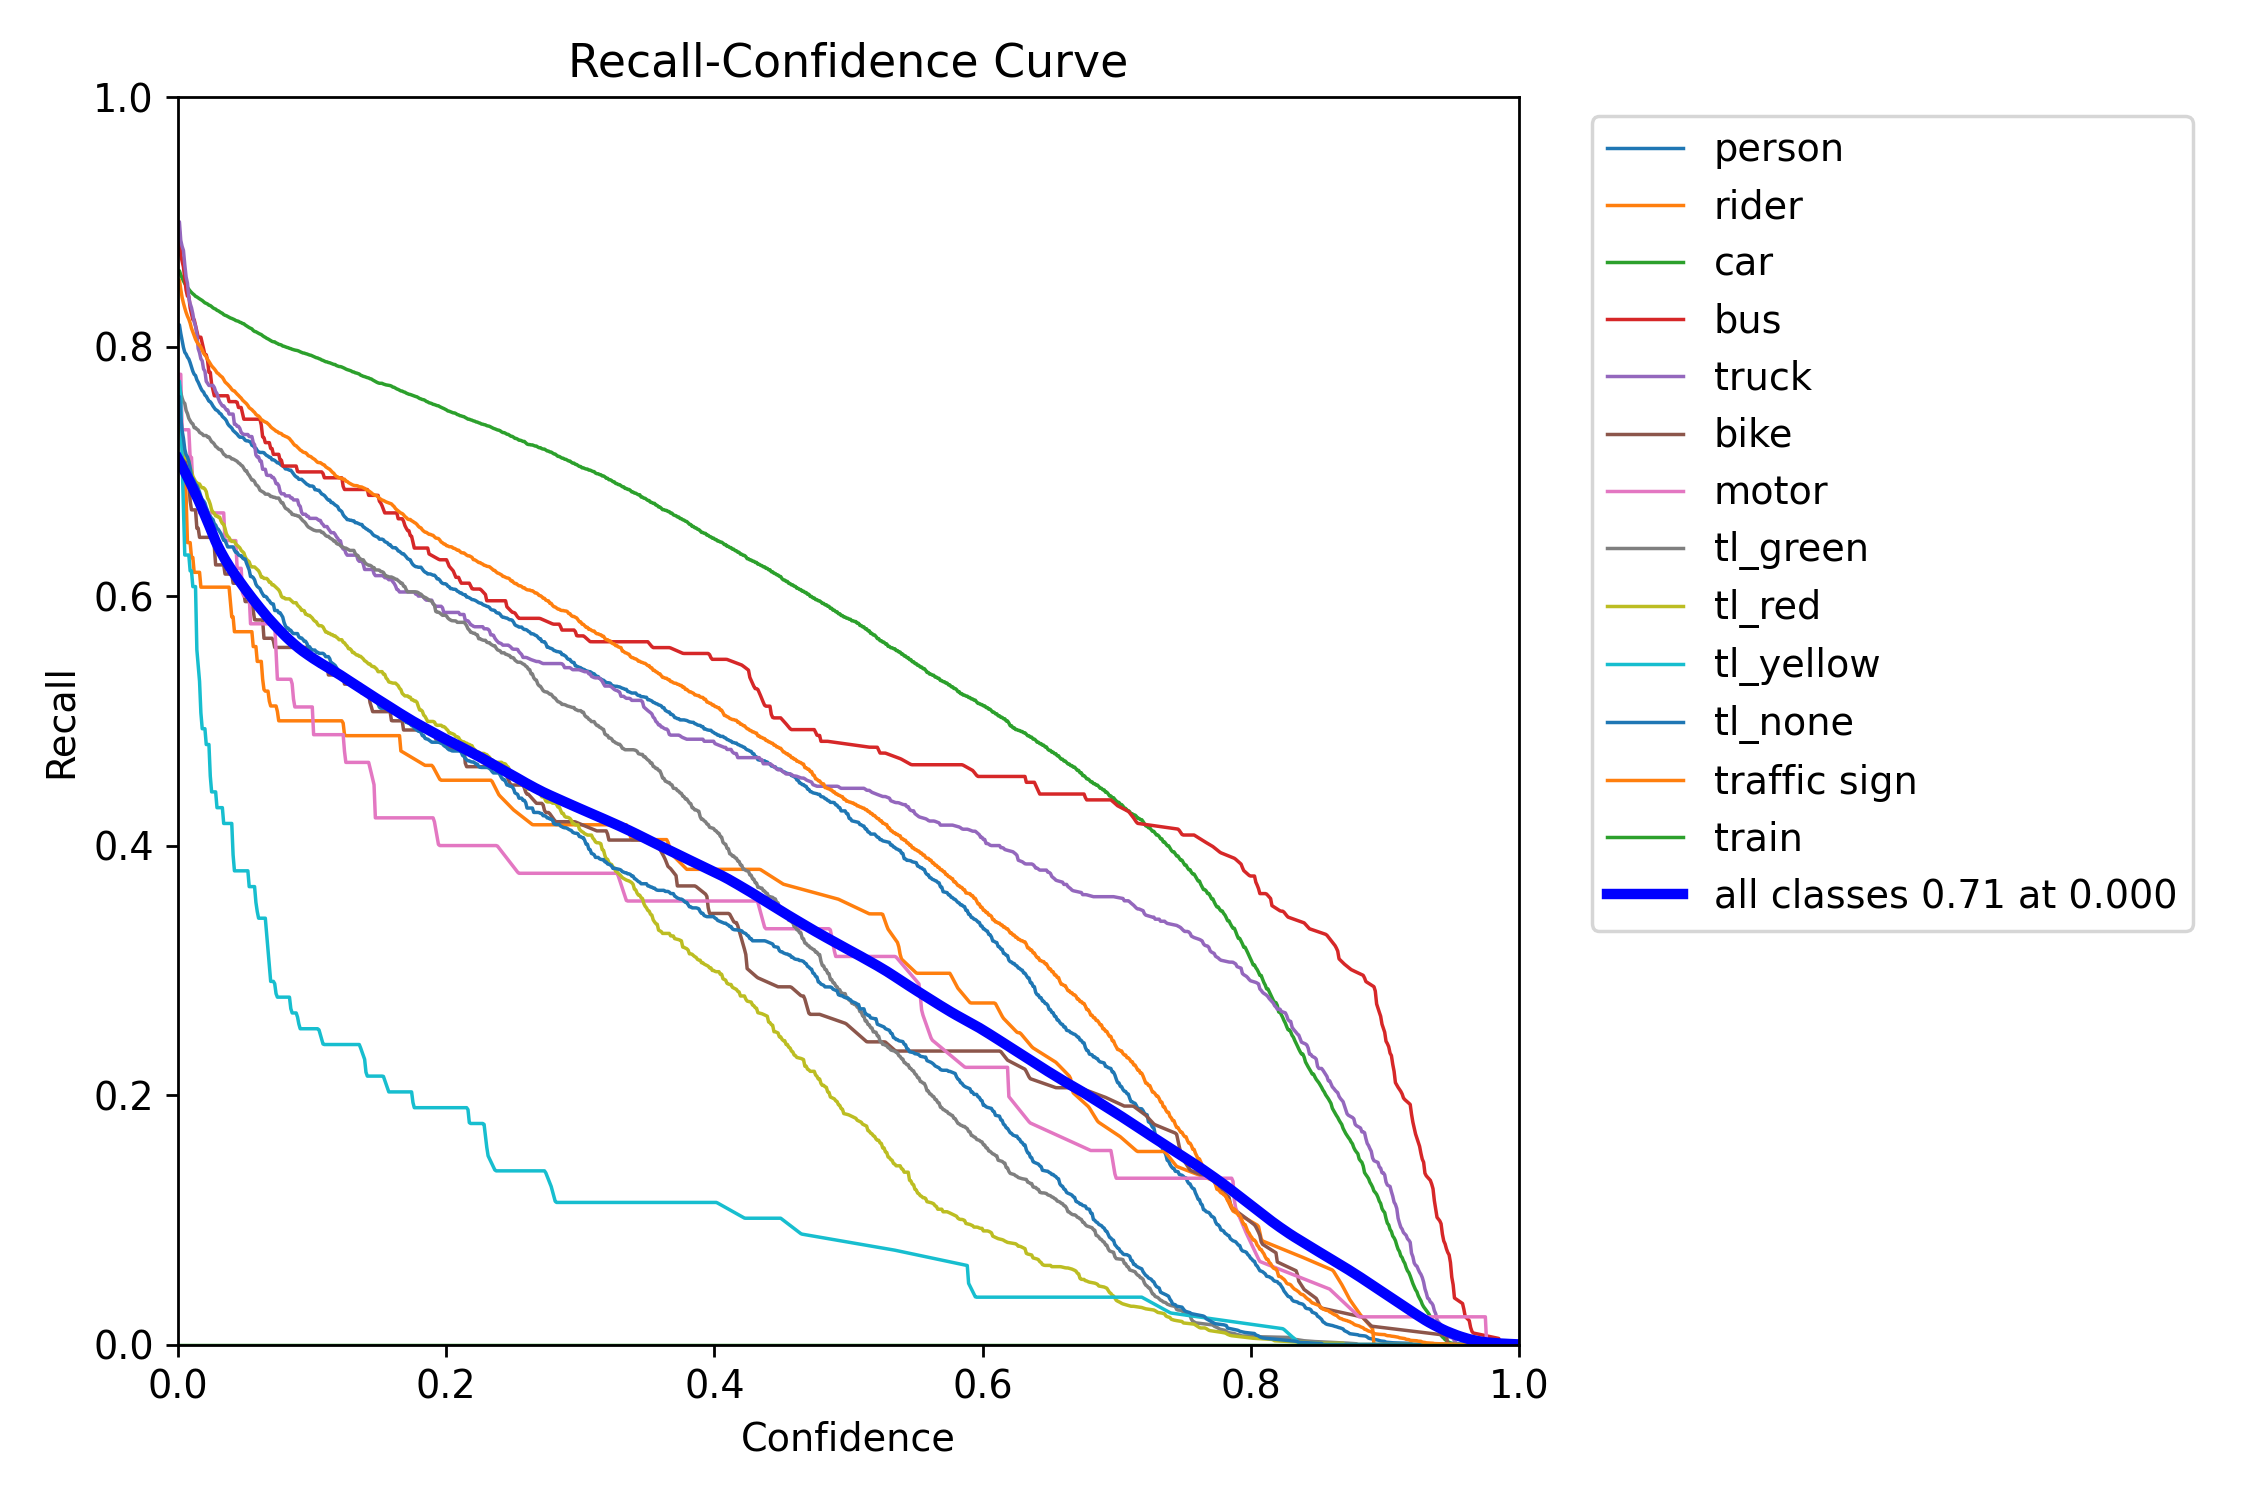 Recall-Confidence Curve
1.0
0.8
0.6
0.4
0.2
0.0
Recall
0.0 0.2 0.4 0.6 0.8 1.0
Confidence
person
rider
car
bus
truck
bike
motor
tl_green
tl_red
tl_yellow
tl_none
traffic sign
train
all classes 0.71 at 0.000